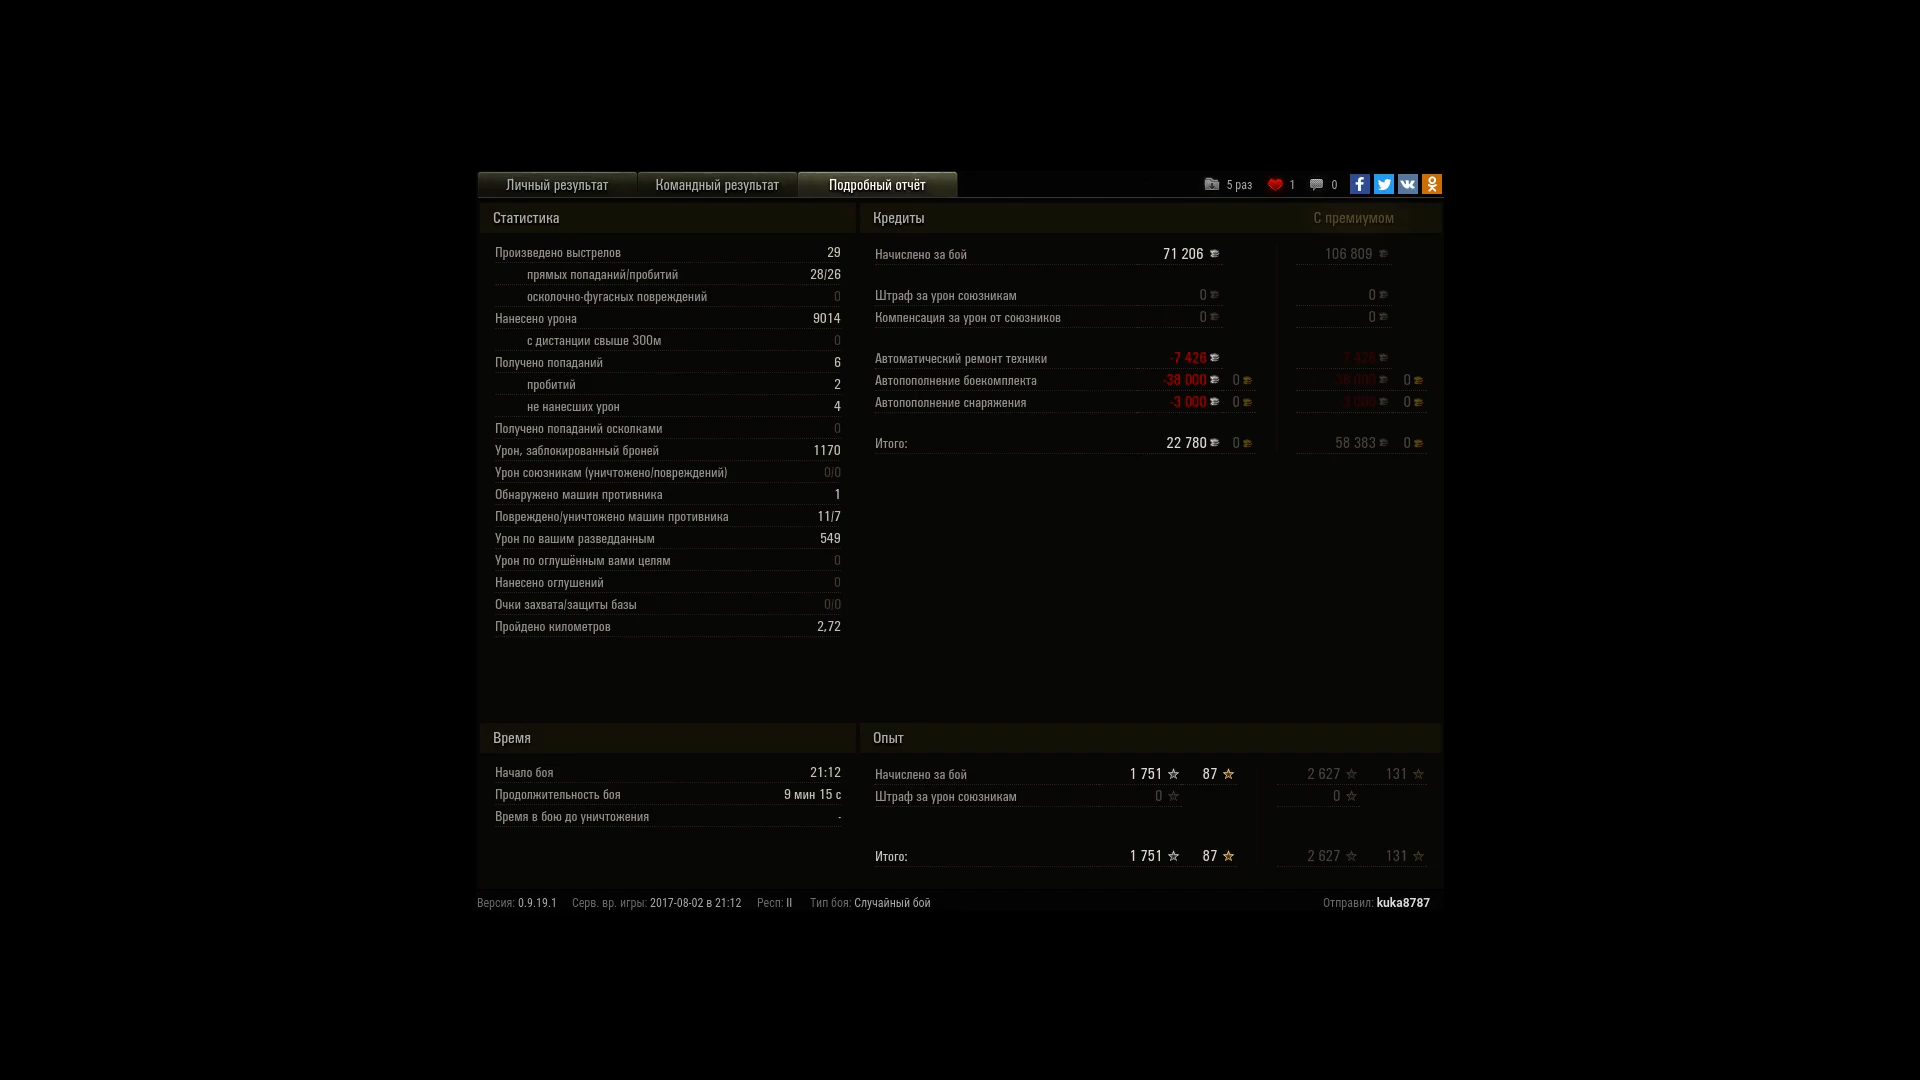 Личный результат Командный результат Подробный отчёт 5 раз 1 0
Статистика
Произведено выстрелов 29
прямых попаданий/пробитий 28/26
осколочно-фугасных повреждений 0
Нанесено урона 9014
с дистанции свыше 300м 0
Получено попаданий 6
пробитий 2
не нанесших урон 4
Получено попаданий осколками 0
Урон, заблокированный броней 1170
Урон союзникам (уничтожено/повреждений) 0/0
Обнаружено машин противника 1
Повреждено/уничтожено машин противника 11/7
Урон по вашим разведданным 549
Урон по оглушённым вами целям 0
Нанесено оглушений 0
Очки захвата/защиты базы 0/0
Пройдено километров 2,72
Кредиты С премиумом
Начислено за бой 71 206 106 809
Штраф за урон союзникам 0 0
Компенсация за урон от союзников 0 0
Автоматический ремонт техники -7 426 -7 426
Автопополнение боекомплекта -38 000 0 -38 000 0
Автопополнение снаряжения -3 000 0 -3 000 0
Итого: 22 780 0 58 383 0
Время
Начало боя 21:12
Продолжительность боя 9 мин 15 с
Время в бою до уничтожения -
Опыт
Начислено за бой 1 751 87 2 627 131
Штраф за урон союзникам 0 0
Итого: 1 751 87 2 627 131
Версия: 0.9.19.1 Серв. вр. игры: 2017-08-02 в 21:12 Респ: II Тип боя: Случайный бой Отправил: kuka8787